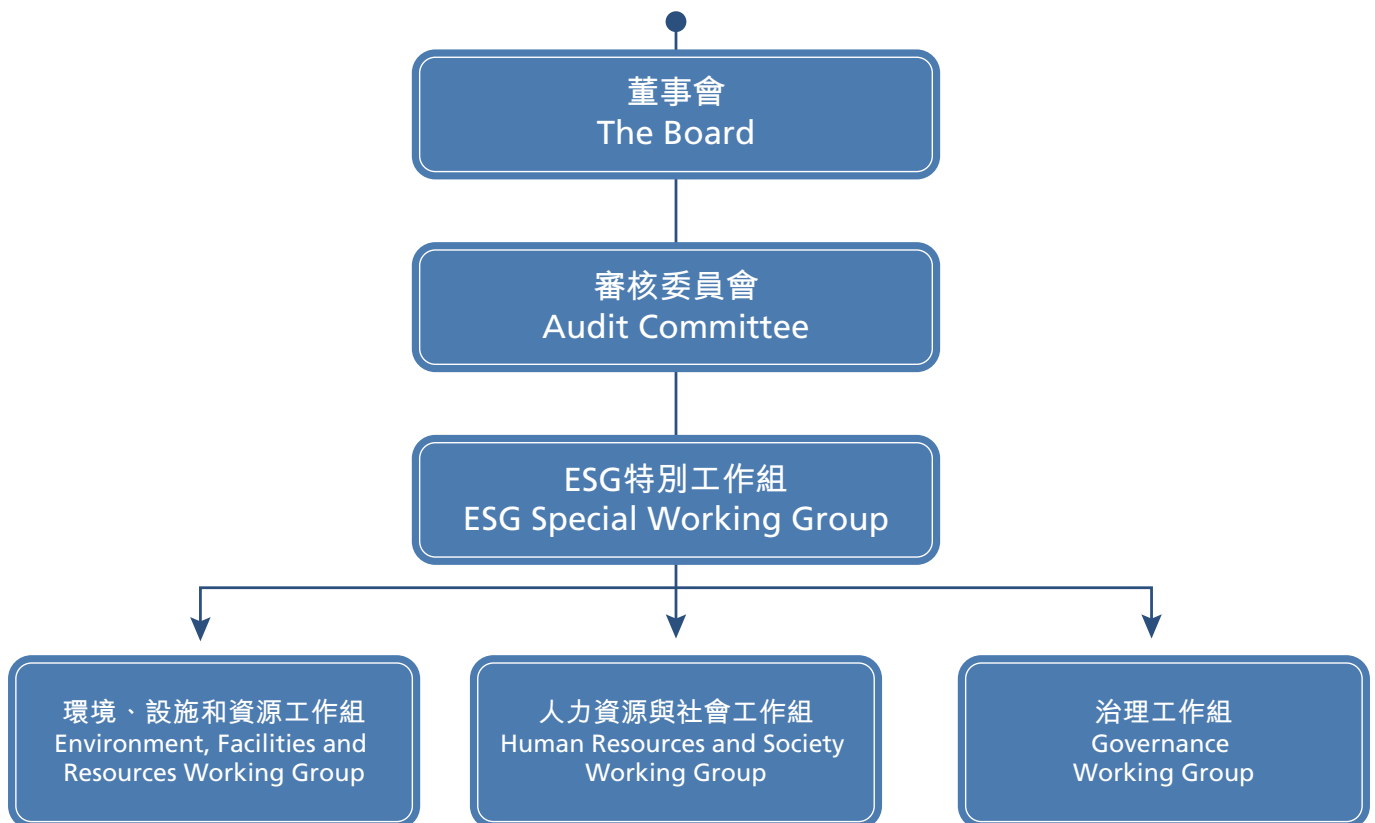 董事會
The Board
審核委員會
Audit Committee
ESG特別工作組
ESG Special Working Group
環境、設施和資源工作組
Environment, Facilities and
Resources Working Group
人力資源與社會工作組
Human Resources and Society
Working Group
治理工作組
Governance
Working Group